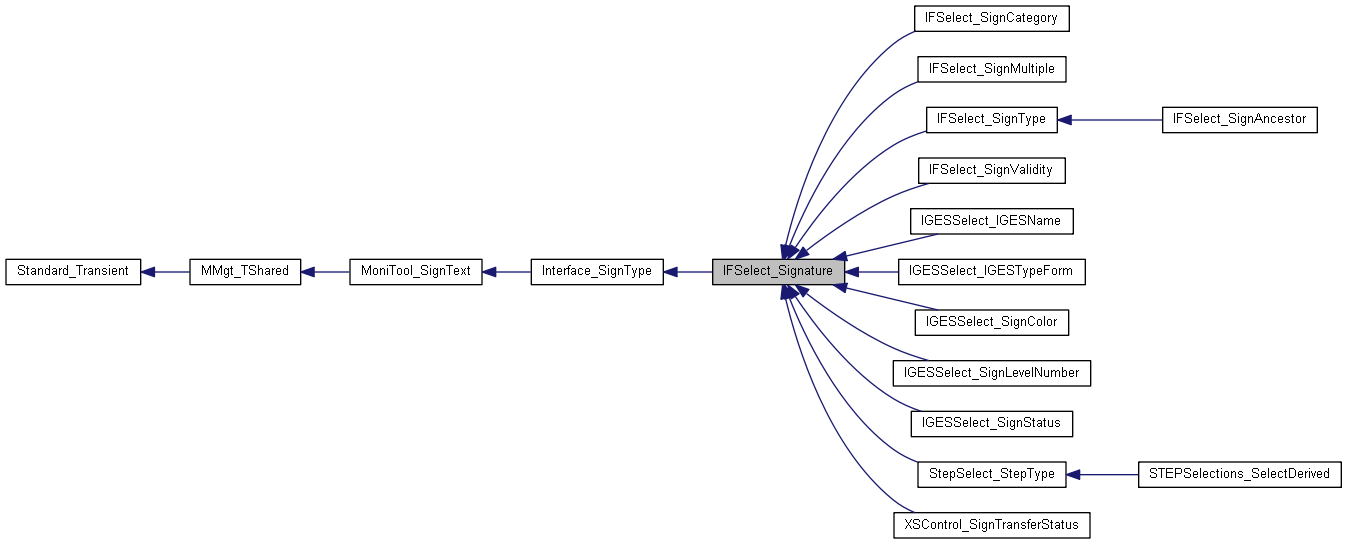 IFSelect_SignCategory
IFSelect_SignMultiple
IFSelect_SignType
IFSelect_SignAncestor
IFSelect_SignValidity
IGESSelect_IGESName
Standard_Transient
MMgt_TShared
MoniTool_SignText
Interface_SignType
IFSelect_Signature
IGESSelect_IGESTypeForm
IGESSelect_SignColor
IGESSelect_SignLevelNumber
IGESSelect_SignStatus
StepSelect_StepType
STEPSelections_SelectDerived
XSControl_SignTransferStatus